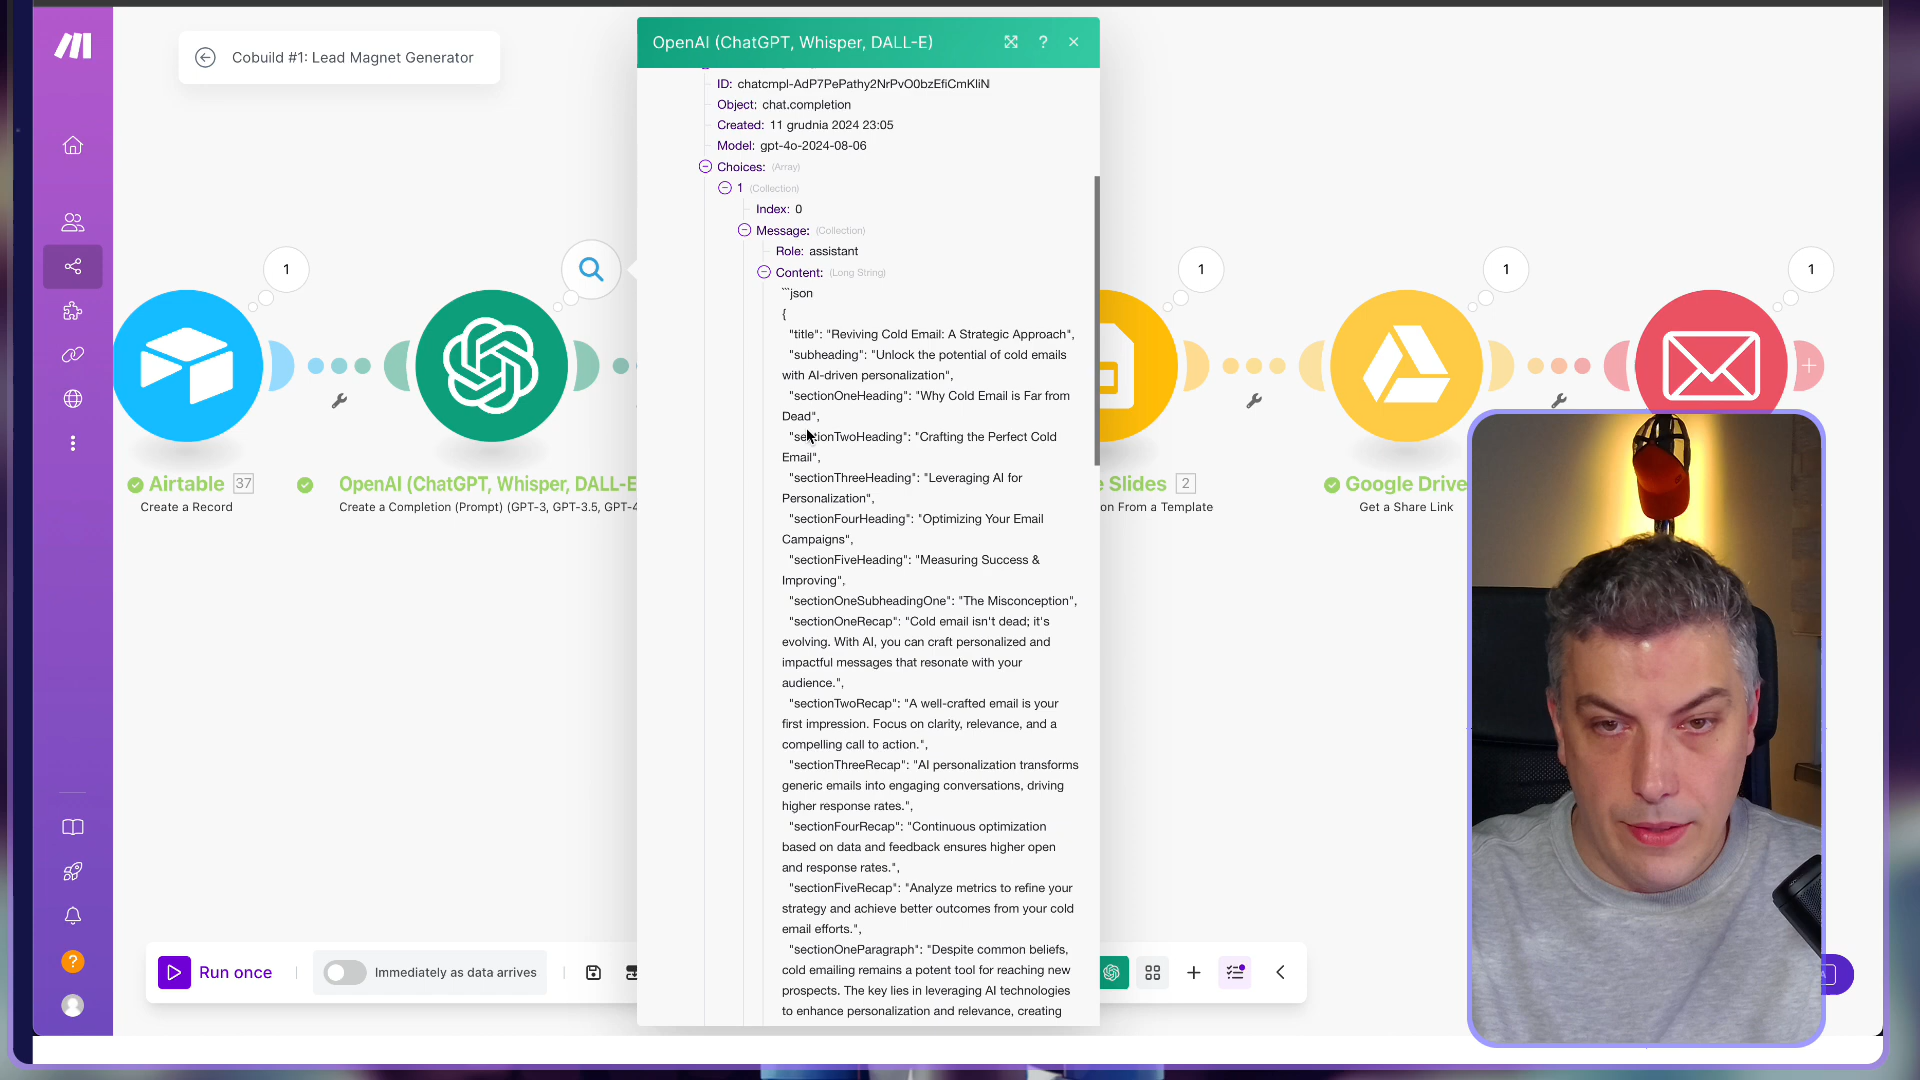 Cobuild #1: Lead Magnet Generator
OpenAI (ChatGPT, Whisper, DALL-E)
?
ID: chatcmpl-AdP7PePathy2NrPvO0bzEfiCmKliN
Object: chat.completion
Created: 11 grudnia 2024 23:05
Model: gpt-4o-2024-08-06
Choices: (Array)
1 (Collection)
Index: 0
Message: (Collection)
Role: assistant
Content: (Long String)
```json
{
"title": "Reviving Cold Email: A Strategic Approach",
"subheading": "Unlock the potential of cold emails
with AI-driven personalization",
"sectionOneHeading": "Why Cold Email is Far from
Dead",
"sectionTwoHeading": "Crafting the Perfect Cold
Email",
"sectionThreeHeading": "Leveraging AI for
Personalization",
"sectionFourHeading": "Optimizing Your Email
Campaigns",
"sectionFiveHeading": "Measuring Success &
Improving",
"sectionOneSubheadingOne": "The Misconception",
"sectionOneRecap": "Cold email isn't dead; it's
evolving. With AI, you can craft personalized and
impactful messages that resonate with your
audience.",
"sectionTwoRecap": "A well-crafted email is your
first impression. Focus on clarity, relevance, and a
compelling call to action.",
"sectionThreeRecap": "AI personalization transforms
generic emails into engaging conversations, driving
higher response rates.",
"sectionFourRecap": "Continuous optimization
based on data and feedback ensures higher open
and response rates.",
"sectionFiveRecap": "Analyze metrics to refine your
strategy and achieve better outcomes from your cold
email efforts.",
"sectionOneParagraph": "Despite common beliefs,
cold emailing remains a potent tool for reaching new
prospects. The key lies in leveraging AI technologies
to enhance personalization and relevance, creating
1
1
1
1
Airtable 37
Create a Record
OpenAI (ChatGPT, Whisper, DALL-E
Create a Completion (Prompt) (GPT-3, GPT-3.5, GPT-4
e Slides 2
on From a Template
Google Drive
Get a Share Link
Run once
Immediately as data arrives
?